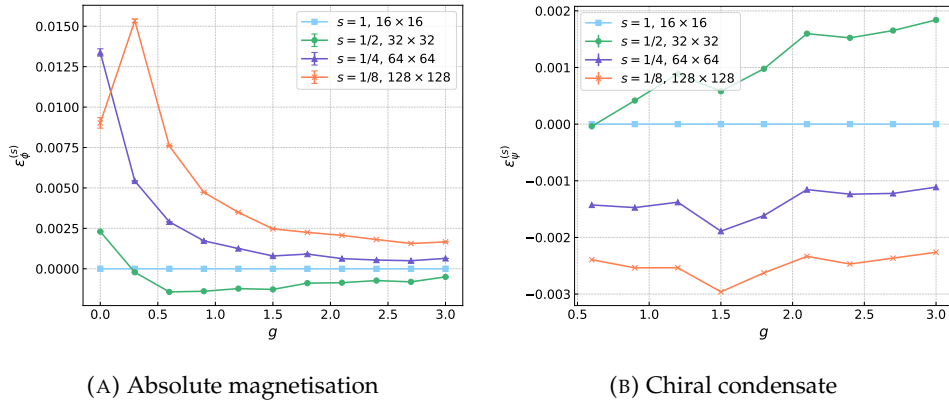 0.0150
0.0125
0.0100
0.0075
0.0050
0.0025
0.0000
ε_ϕ^(s)
s = 1, 16 × 16
s = 1/2, 32 × 32
s = 1/4, 64 × 64
s = 1/8, 128 × 128
0.0 0.5 1.0 1.5 2.0 2.5 3.0
g
(A) Absolute magnetisation
0.002
0.001
0.000
−0.001
−0.002
−0.003
ε_ψ^(s)
s = 1, 16 × 16
s = 1/2, 32 × 32
s = 1/4, 64 × 64
s = 1/8, 128 × 128
0.5 1.0 1.5 2.0 2.5 3.0
g
(B) Chiral condensate